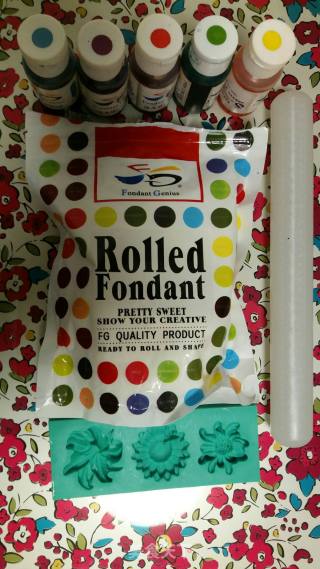 Fondant Genius
Rolled
Fondant
PRETTY SWEET
SHOW YOUR CREATIVE
FG QUALITY PRODUCT
READY TO ROLL AND SHAPE